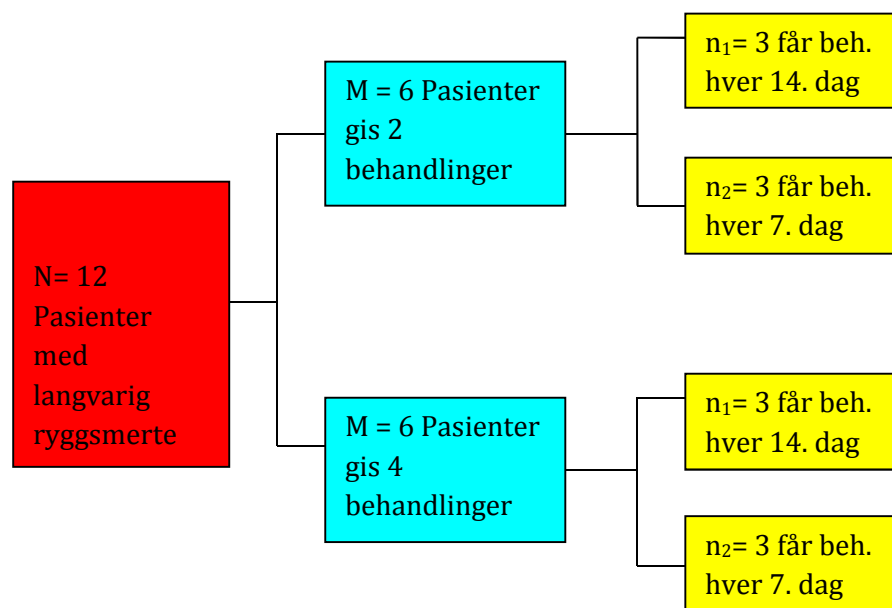 N= 12
Pasienter
med
langvarig
ryggsmerte
M = 6 Pasienter
gis 2
behandlinger
n₁= 3 får beh.
hver 14. dag
n₂= 3 får beh.
hver 7. dag
M = 6 Pasienter
gis 4
behandlinger
n₁= 3 får beh.
hver 14. dag
n₂= 3 får beh.
hver 7. dag